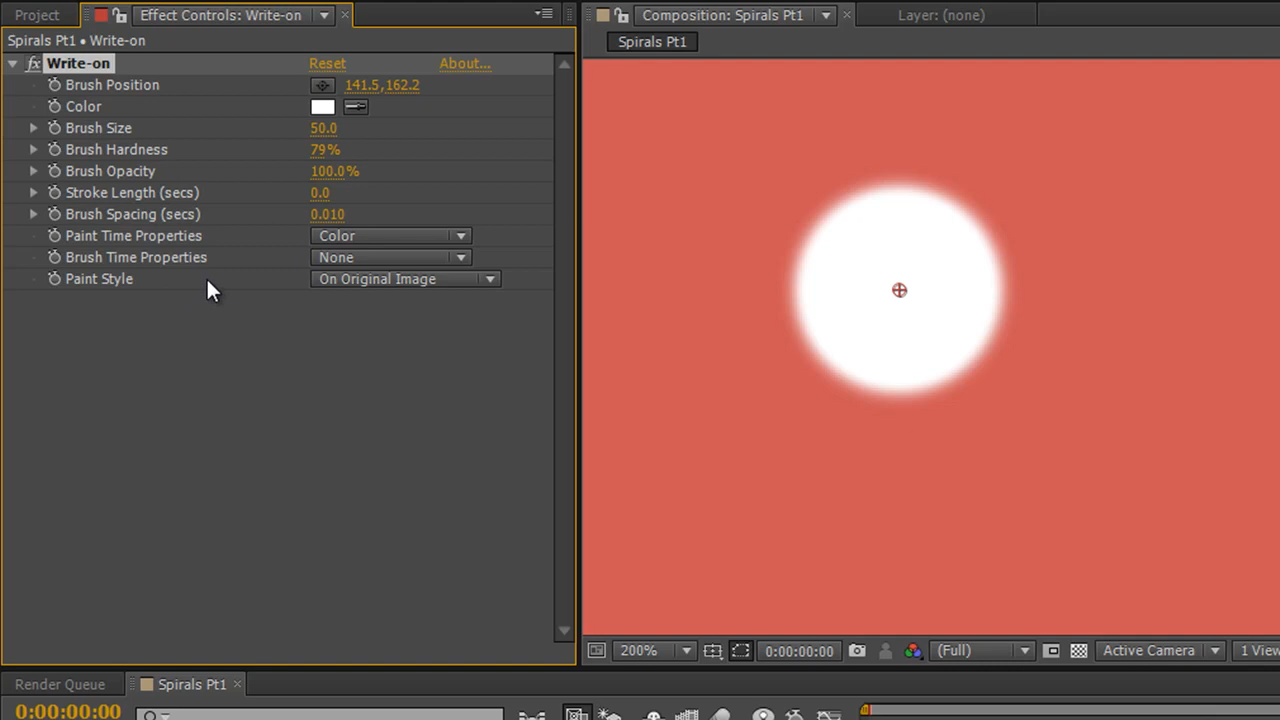 Project
Effect Controls: Write-on
Spirals Pt1 • Write-on
fx Write-on Reset About...
Brush Position 141.5,162.2
Color
Brush Size 50.0
Brush Hardness 79%
Brush Opacity 100.0%
Stroke Length (secs) 0.0
Brush Spacing (secs) 0.010
Paint Time Properties Color
Brush Time Properties None
Paint Style On Original Image
Composition: Spirals Pt1
Layer: (none)
Spirals Pt1
200%
0:00:00:00
(Full)
Active Camera
1 View
Render Queue
Spirals Pt1
0:00:00:00